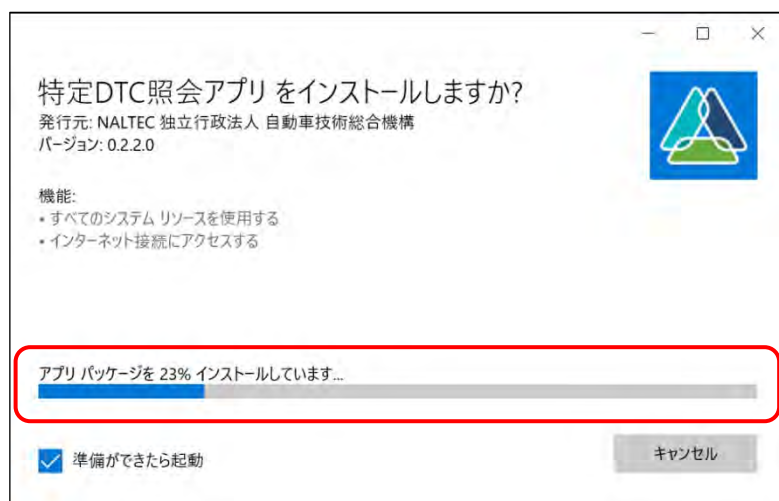 特定DTC照会アプリ をインストールしますか?
発行元: NALTEC 独立行政法人 自動車技術総合機構
バージョン: 0.2.2.0
機能:
• すべてのシステム リソースを使用する
• インターネット接続にアクセスする
アプリ パッケージを 23% インストールしています...
準備ができたら起動
キャンセル